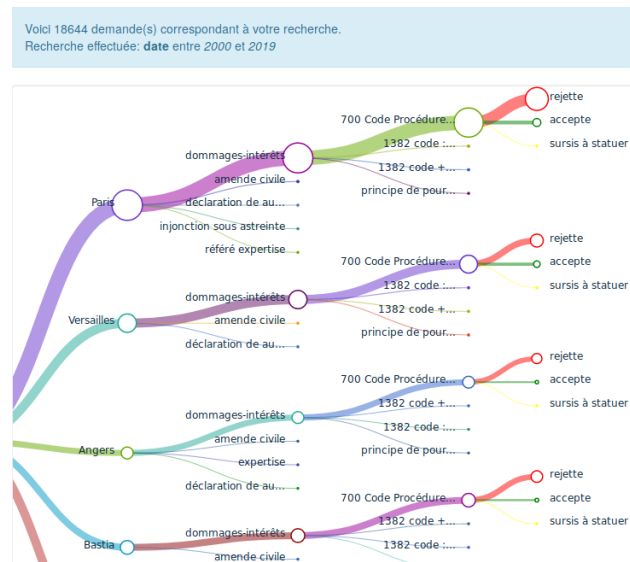 Voici 18644 demande(s) correspondant à votre recherche.
Recherche effectuée: date entre 2000 et 2019
rejette
700 Code Procédure...
accepte
1382 code :...
sursis à statuer
dommages-intérêts
1382 code +...
amende civile
principe de pour...
Paris
déclaration de au...
injonction sous astreinte
référé expertise
rejette
700 Code Procédure...
accepte
1382 code :...
sursis à statuer
dommages-intérêts
1382 code +...
Versailles
amende civile
principe de pour...
déclaration de au...
rejette
700 Code Procédure...
accepte
1382 code +...
sursis à statuer
dommages-intérêts
1382 code :...
amende civile
principe de pour...
Angers
expertise
déclaration de au...
rejette
700 Code Procédure...
accepte
1382 code +...
sursis à statuer
dommages-intérêts
1382 code :...
Bastia
amende civile